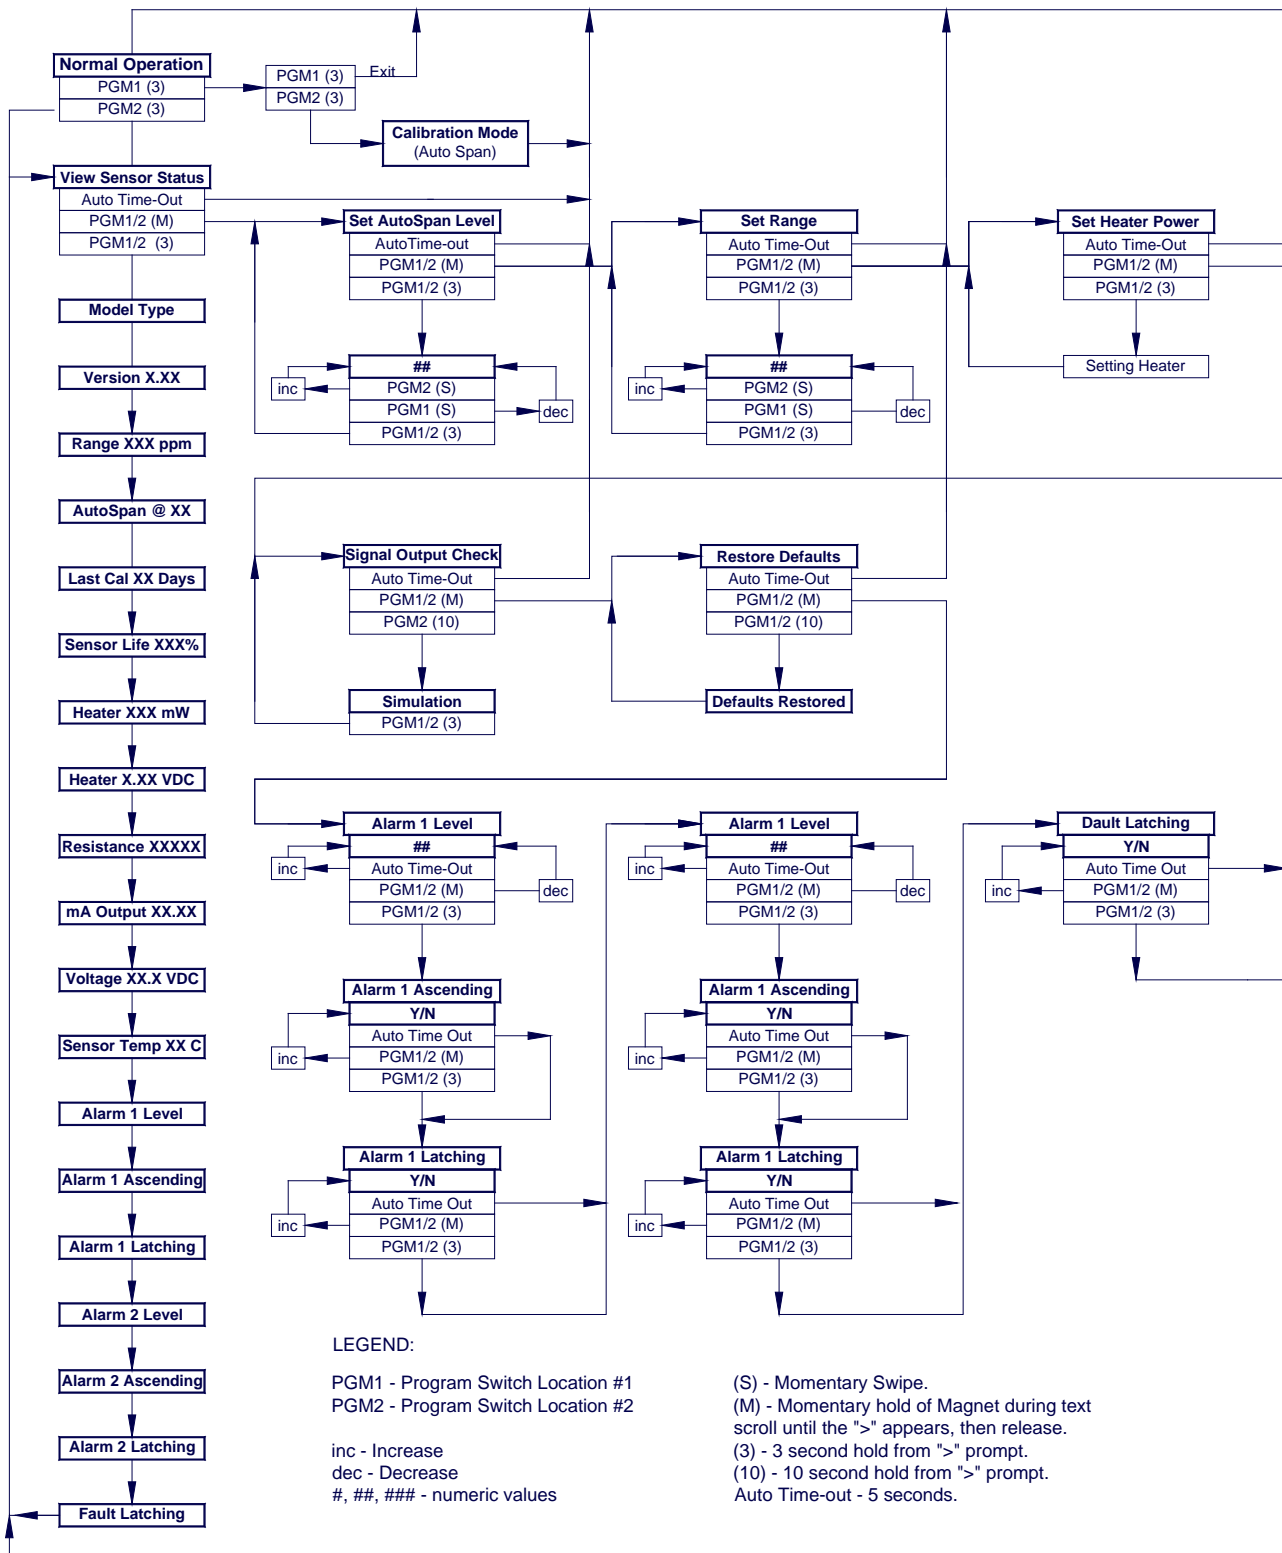 Normal Operation
PGM1 (3)
PGM2 (3)
PGM1 (3)
Exit
PGM2 (3)
Calibration Mode
(Auto Span)
View Sensor Status
Auto Time-Out
PGM1/2 (M)
PGM1/2 (3)
Set AutoSpan Level
AutoTime-out
PGM1/2 (M)
PGM1/2 (3)
##
PGM2 (S)
PGM1 (S)
PGM1/2 (3)
inc
dec
Set Range
Auto Time-Out
PGM1/2 (M)
PGM1/2 (3)
##
PGM2 (S)
PGM1 (S)
PGM1/2 (3)
inc
dec
Set Heater Power
Auto Time-Out
PGM1/2 (M)
PGM1/2 (3)
Setting Heater
Model Type
Version X.XX
Range XXX ppm
AutoSpan @ XX
Last Cal XX Days
Sensor Life XXX%
Heater XXX mW
Heater X.XX VDC
Resistance XXXXX
mA Output XX.XX
Voltage XX.X VDC
Sensor Temp XX C
Alarm 1 Level
Alarm 1 Ascending
Alarm 1 Latching
Alarm 2 Level
Alarm 2 Ascending
Alarm 2 Latching
Fault Latching
Signal Output Check
Auto Time-Out
PGM1/2 (M)
PGM2 (10)
Simulation
PGM1/2 (3)
Restore Defaults
Auto Time-Out
PGM1/2 (M)
PGM1/2 (10)
Defaults Restored
Alarm 1 Level
##
Auto Time-Out
PGM1/2 (M)
PGM1/2 (3)
inc
dec
Alarm 1 Ascending
Y/N
Auto Time Out
PGM1/2 (M)
PGM1/2 (3)
inc
Alarm 1 Latching
Y/N
Auto Time Out
PGM1/2 (M)
PGM1/2 (3)
inc
Alarm 1 Level
##
Auto Time-Out
PGM1/2 (M)
PGM1/2 (3)
inc
dec
Alarm 1 Ascending
Y/N
Auto Time Out
PGM1/2 (M)
PGM1/2 (3)
inc
Alarm 1 Latching
Y/N
Auto Time Out
PGM1/2 (M)
PGM1/2 (3)
inc
Dault Latching
Y/N
Auto Time Out
PGM1/2 (M)
PGM1/2 (3)
inc
LEGEND:
PGM1 - Program Switch Location #1
PGM2 - Program Switch Location #2
inc - Increase
dec - Decrease
#, ##, ### - numeric values
(S) - Momentary Swipe.
(M) - Momentary hold of Magnet during text
scroll until the ">" appears, then release.
(3) - 3 second hold from ">" prompt.
(10) - 10 second hold from ">" prompt.
Auto Time-out - 5 seconds.